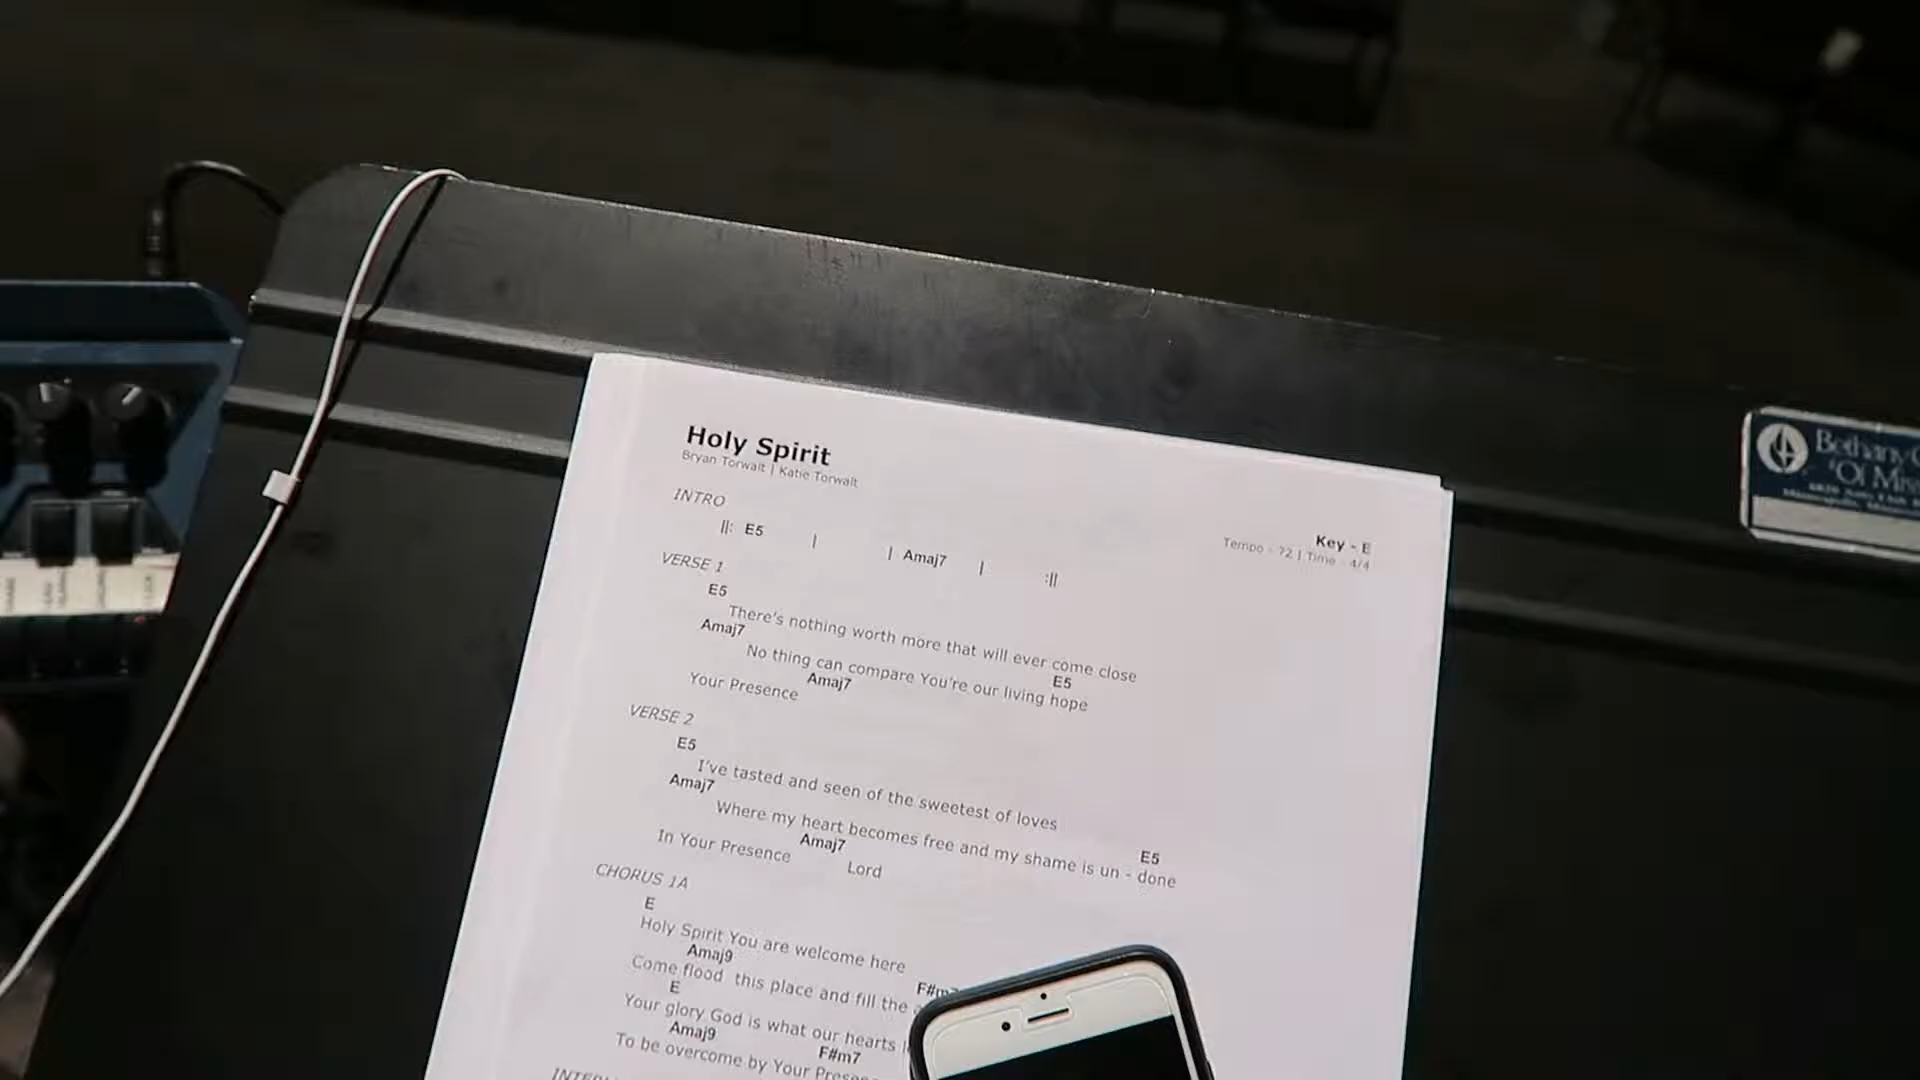 Holy Spirit
Bryan Torwalt | Katie Torwalt
Key - E
Tempo - 72 | Time - 4/4
INTRO
||: E5 | | Amaj7 | :||
VERSE 1
E5
There's nothing worth more that will ever come close
Amaj7
No thing can compare You're our living hope
E5 Amaj7
Your Presence
VERSE 2
E5
I've tasted and seen of the sweetest of loves
Amaj7
Where my heart becomes free and my shame is un - done
E5 Amaj7
In Your Presence Lord
CHORUS 1A
E
Holy Spirit You are welcome here
Amaj9 F#m7
Come flood this place and fill the
E
Your glory God is what our hearts
Amaj9 F#m7
To be overcome by Your
Bethany
Of